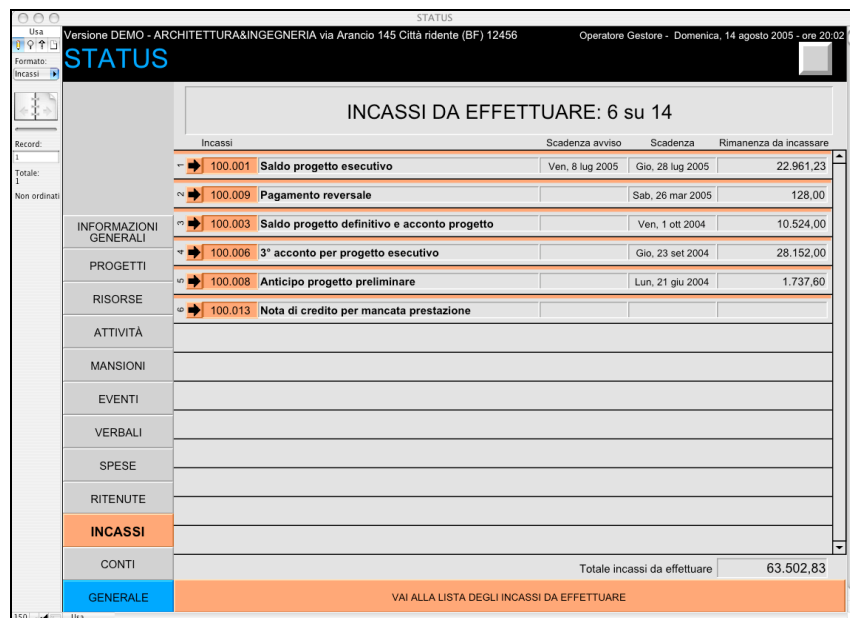 STATUS
Usa
Versione DEMO - ARCHITETTURA&INGEGNERIA via Arancio 145 Città ridente (BF) 12456
Operatore Gestore - Domenica, 14 agosto 2005 - ore 20:02
Formato:
Incassi
STATUS
INCASSI DA EFFETTUARE: 6 su 14
Record:
1
Totale:
1
Non ordinati
Incassi Scadenza avviso Scadenza Rimanenza da incassare
1 100.001 Saldo progetto esecutivo Ven, 8 lug 2005 Gio, 28 lug 2005 22.961,23
2 100.009 Pagamento reversale Sab, 26 mar 2005 128,00
3 100.003 Saldo progetto definitivo e acconto progetto Ven, 1 ott 2004 10.524,00
4 100.006 3° acconto per progetto esecutivo Gio, 23 set 2004 28.152,00
5 100.008 Anticipo progetto preliminare Lun, 21 giu 2004 1.737,60
6 100.013 Nota di credito per mancata prestazione
INFORMAZIONI
GENERALI
PROGETTI
RISORSE
ATTIVITÀ
MANSIONI
EVENTI
VERBALI
SPESE
RITENUTE
INCASSI
CONTI
GENERALE
Totale incassi da effettuare 63.502,83
VAI ALLA LISTA DEGLI INCASSI DA EFFETTUARE
150 Usa